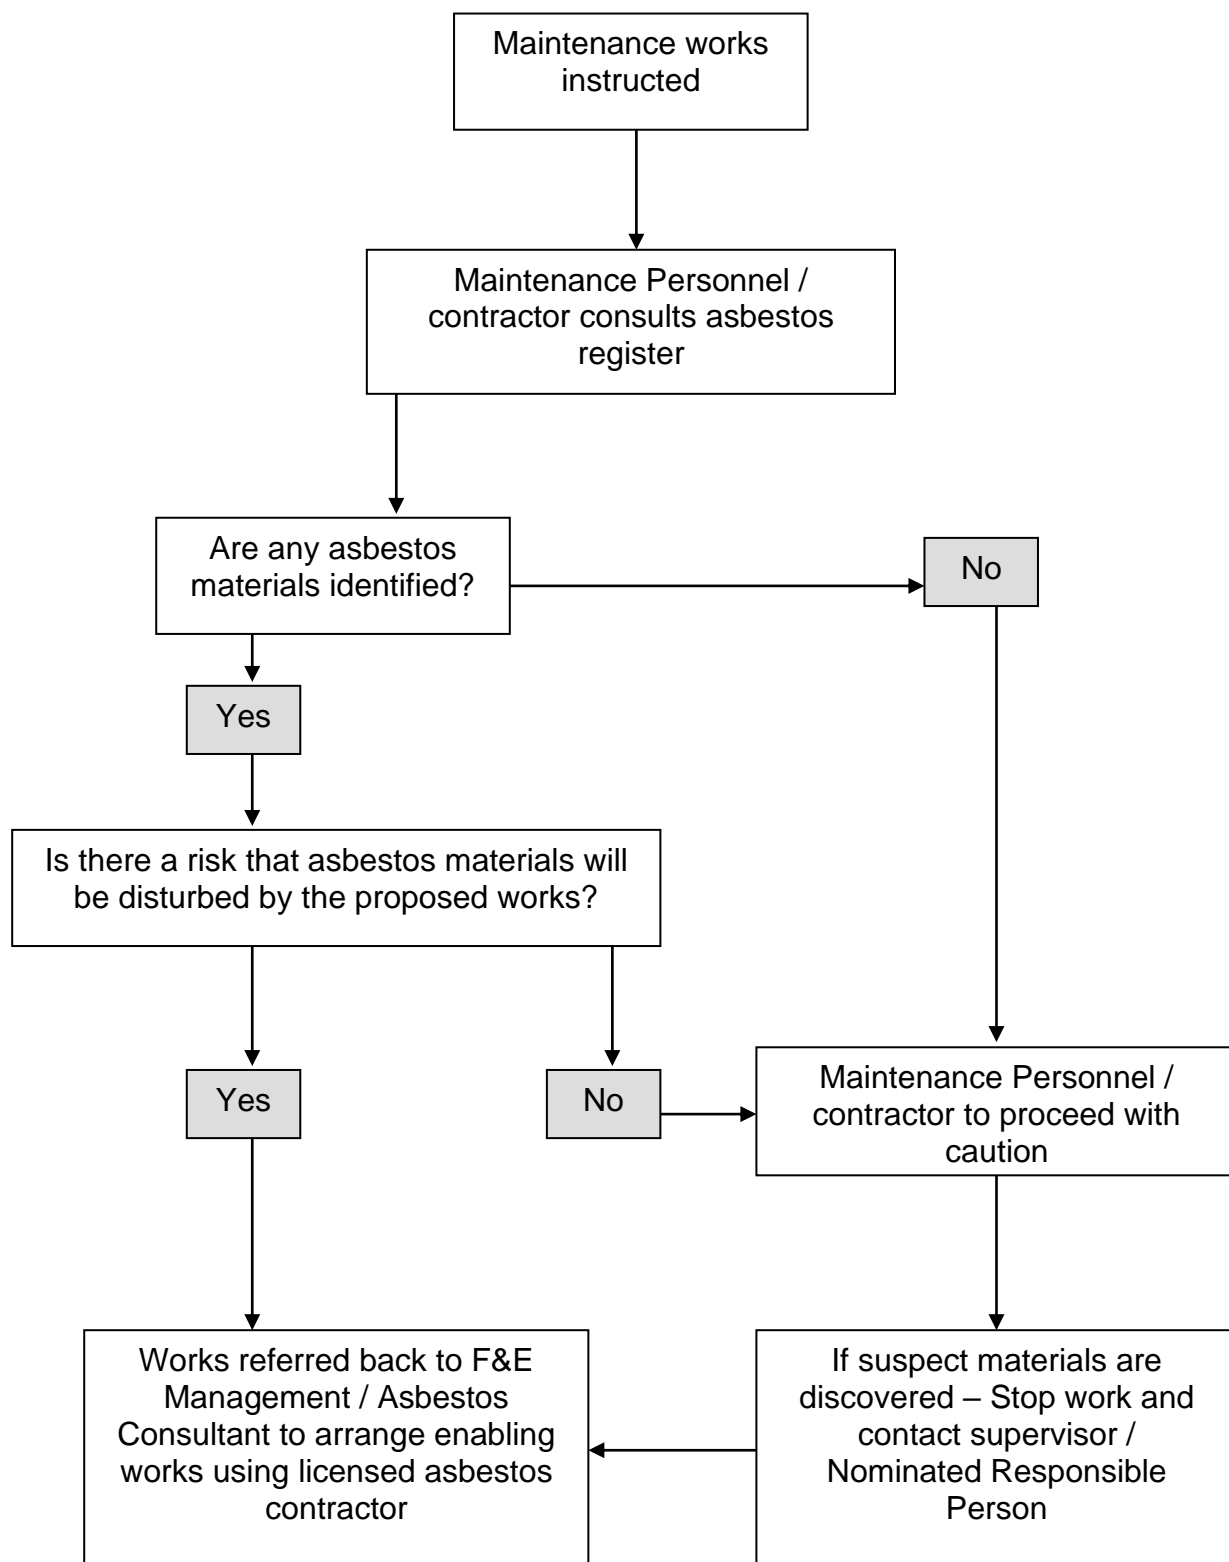 Maintenance works
instructed
Maintenance Personnel /
contractor consults asbestos
register
Are any asbestos
materials identified?
No
Yes
Is there a risk that asbestos materials will
be disturbed by the proposed works?
Yes
No
Maintenance Personnel /
contractor to proceed with
caution
Works referred back to F&E
Management / Asbestos
Consultant to arrange enabling
works using licensed asbestos
contractor
If suspect materials are
discovered – Stop work and
contact supervisor /
Nominated Responsible
Person